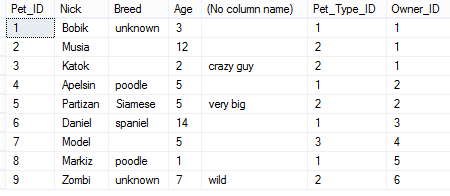 Pet_ID Nick Breed Age (No column name) Pet_Type_ID Owner_ID
1 Bobik unknown 3 1 1
2 Musia 12 2 1
3 Katok 2 crazy guy 2 1
4 Apelsin poodle 5 1 2
5 Partizan Siamese 5 very big 2 2
6 Daniel spaniel 14 1 3
7 Model 5 3 4
8 Markiz poodle 1 1 5
9 Zombi unknown 7 wild 2 6